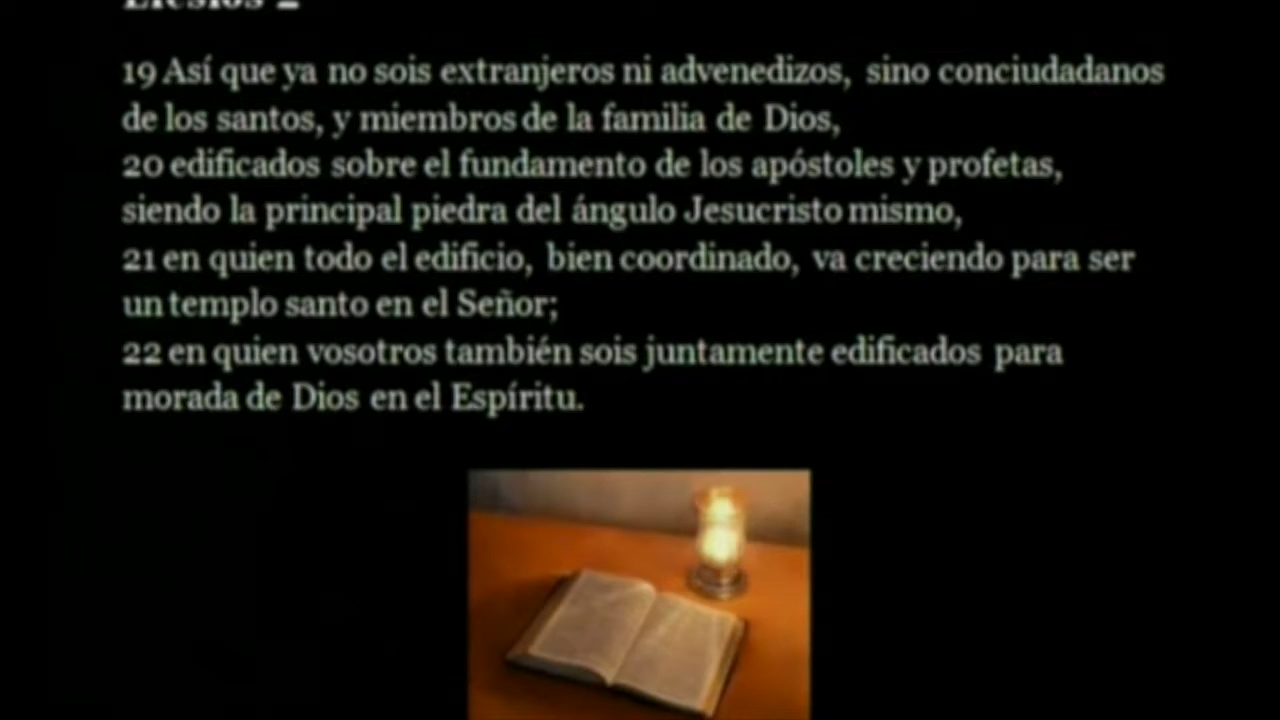 Efesios 2
19 Así que ya no sois extranjeros ni advenedizos, sino conciudadanos
de los santos, y miembros de la familia de Dios,
20 edificados sobre el fundamento de los apóstoles y profetas,
siendo la principal piedra del ángulo Jesucristo mismo,
21 en quien todo el edificio, bien coordinado, va creciendo para ser
un templo santo en el Señor;
22 en quien vosotros también sois juntamente edificados para
morada de Dios en el Espíritu.